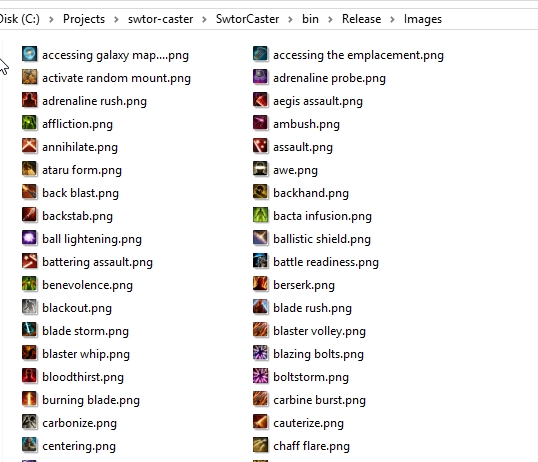 Disk (C:) > Projects > swtor-caster > SwtorCaster > bin > Release > Images
accessing galaxy map....png accessing the emplacement.png
activate random mount.png adrenaline probe.png
adrenaline rush.png aegis assault.png
affliction.png ambush.png
annihilate.png assault.png
ataru form.png awe.png
back blast.png backhand.png
backstab.png bacta infusion.png
ball lightening.png ballistic shield.png
battering assault.png battle readiness.png
benevolence.png berserk.png
blackout.png blade rush.png
blade storm.png blaster volley.png
blaster whip.png blazing bolts.png
bloodthirst.png boltstorm.png
burning blade.png carbine burst.png
carbonize.png cauterize.png
centering.png chaff flare.png